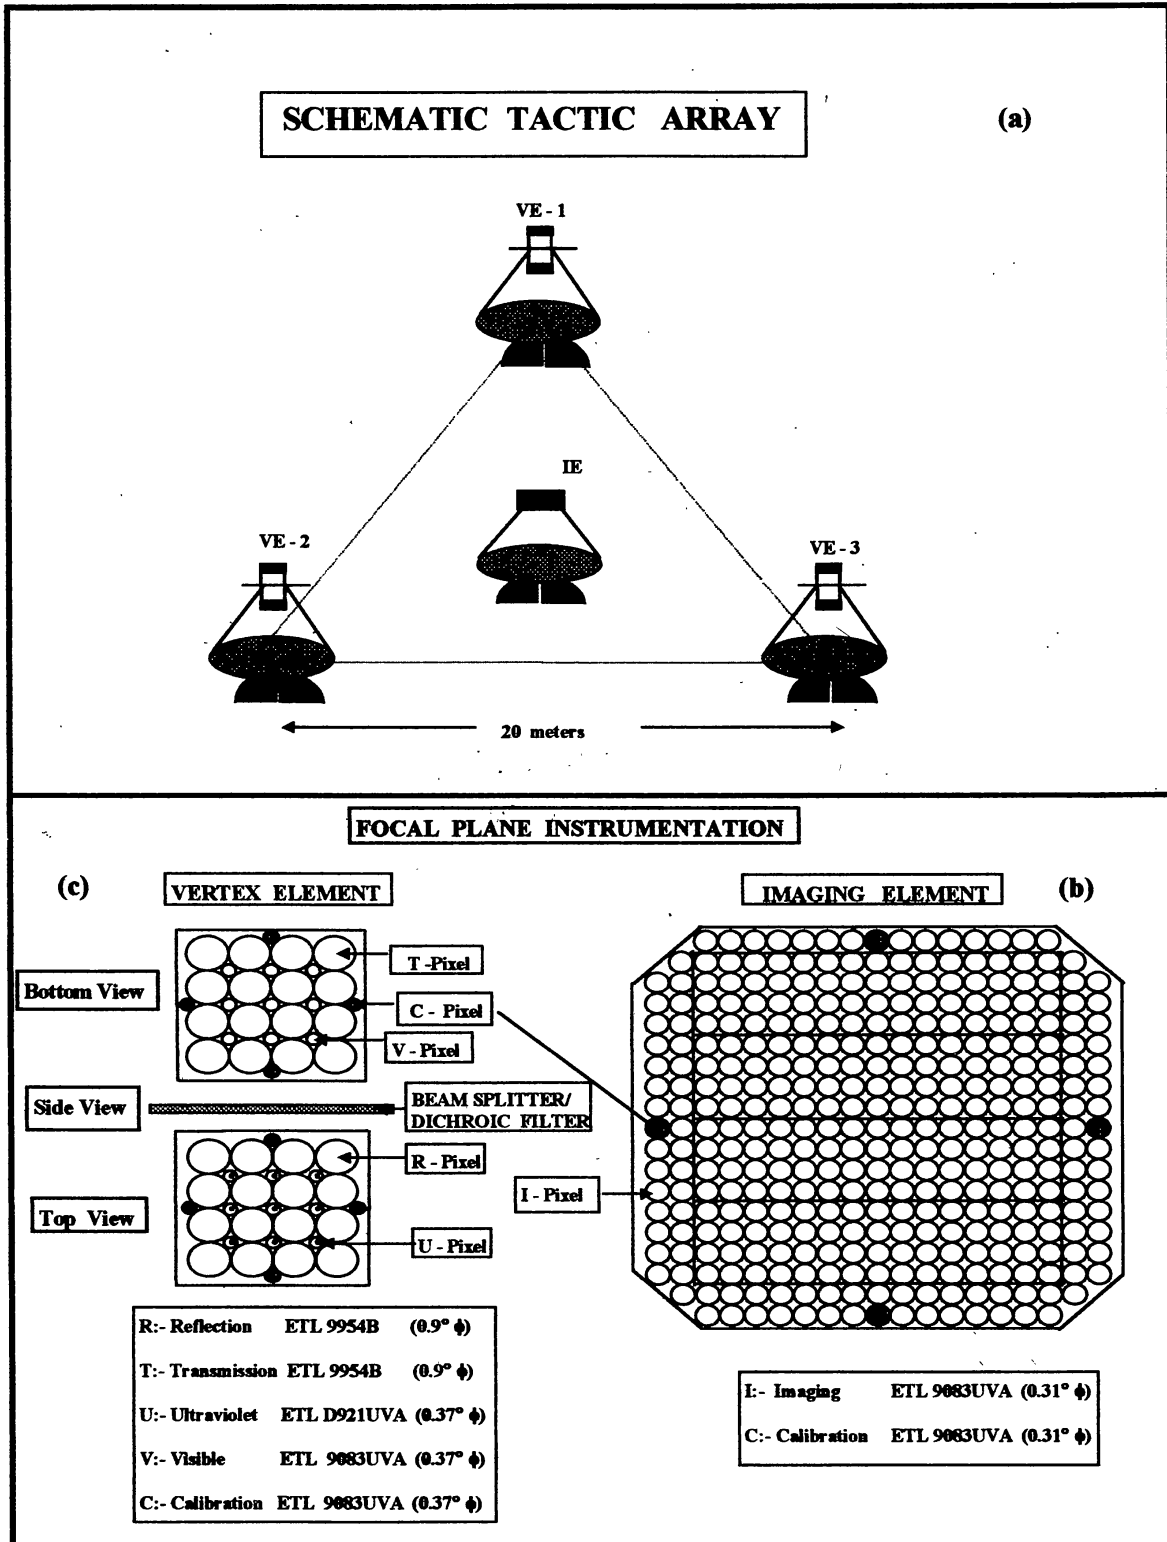 SCHEMATIC TACTIC ARRAY
(a)
VE - 1
IE
VE - 2
VE - 3
20 meters
FOCAL PLANE INSTRUMENTATION
(c)
VERTEX ELEMENT
IMAGING ELEMENT
(b)
Bottom View
T -Pixel
C - Pixel
V - Pixel
Side View
BEAM SPLITTER/
DICHROIC FILTER
R - Pixel
I - Pixel
Top View
U - Pixel
R:- Reflection ETL 9954B (0.9° ϕ)
T:- Transmission ETL 9954B (0.9° ϕ)
U:- Ultraviolet ETL D921UVA (0.37° ϕ)
V:- Visible ETL 9083UVA (0.37° ϕ)
C:- Calibration ETL 9083UVA (0.37° ϕ)
I:- Imaging ETL 9083UVA (0.31° ϕ)
C:- Calibration ETL 9083UVA (0.31° ϕ)